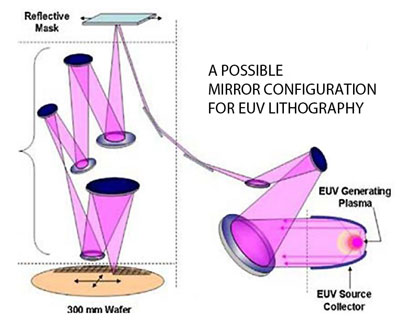 Reflective
Mask
A POSSIBLE
MIRROR CONFIGURATION
FOR EUV LITHOGRAPHY
EUV Generating
Plasma
EUV Source
Collector
300 mm Wafer